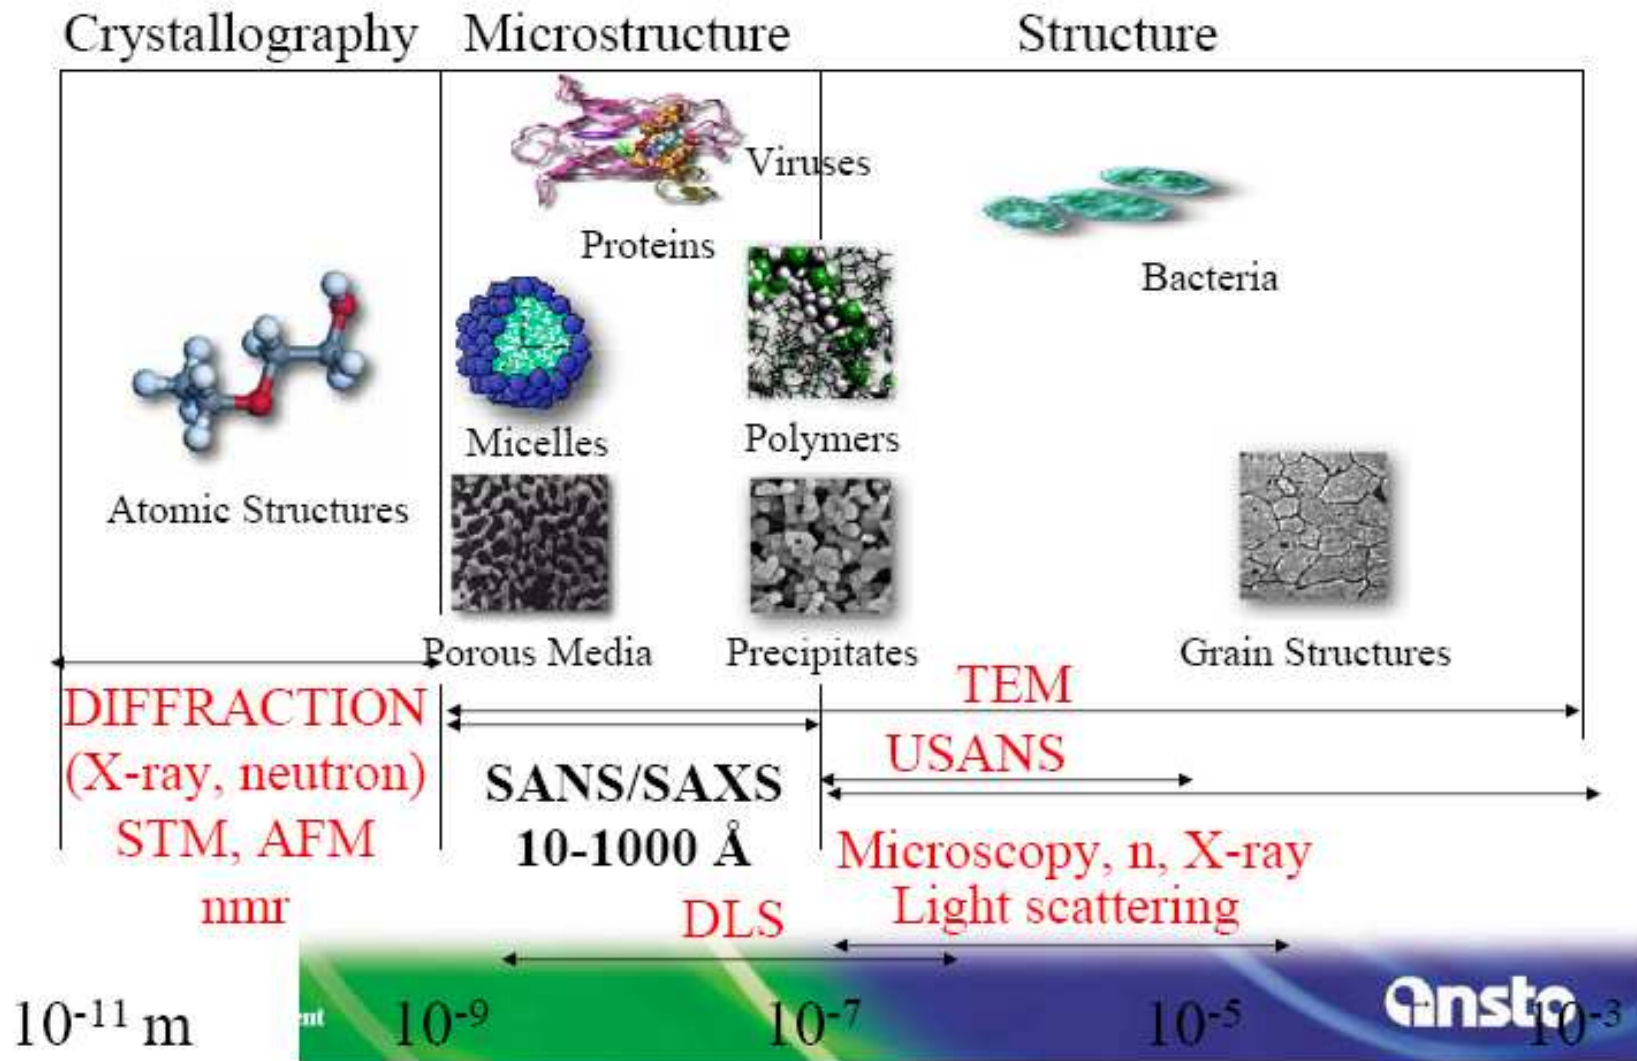 Crystallography Microstructure Structure
Viruses
Proteins
Bacteria
Micelles
Polymers
Atomic Structures
Porous Media
Precipitates
Grain Structures
TEM
DIFFRACTION
(X-ray, neutron)
STM, AFM
nmr
USANS
SANS/SAXS
10-1000 Å
Microscopy, n, X-ray
Light scattering
DLS
10⁻¹¹ m 10⁻⁹ 10⁻⁷ 10⁻⁵ 10⁻³
ansto